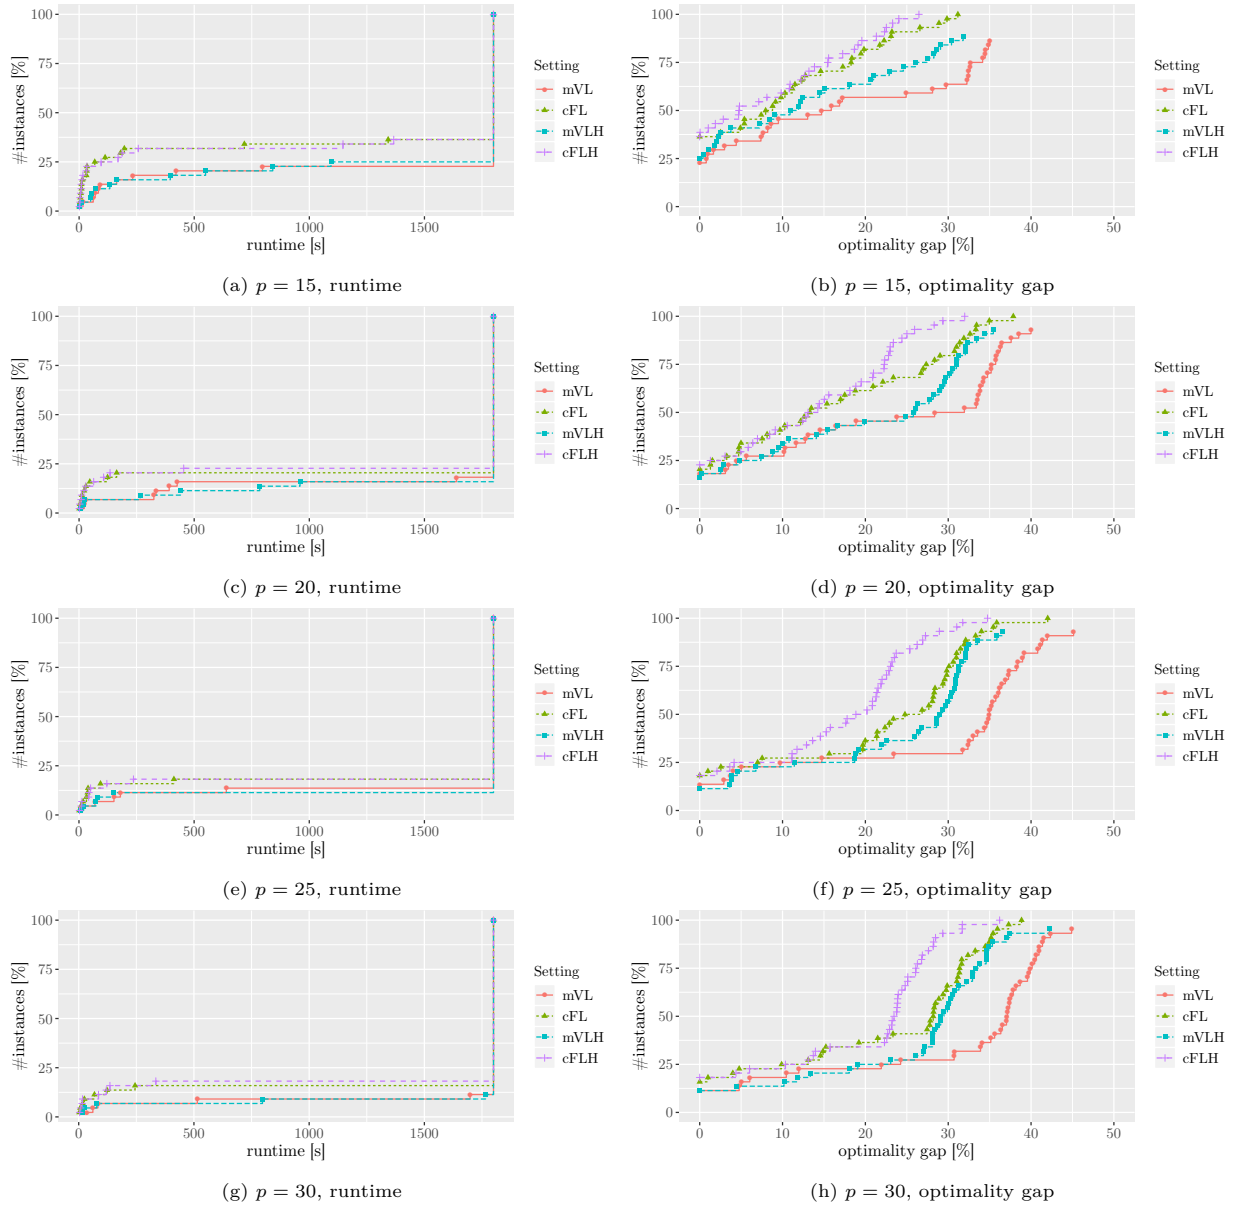 100
75
50
25
0
#instances [%]
0
500
1000
1500
runtime [s]
Setting
mVL
cFL
mVLH
cFLH
(a) p = 15, runtime
100
75
50
25
0
#instances [%]
0
10
20
30
40
50
optimality gap [%]
Setting
mVL
cFL
mVLH
cFLH
(b) p = 15, optimality gap
100
75
50
25
0
#instances [%]
0
500
1000
1500
runtime [s]
Setting
mVL
cFL
mVLH
cFLH
(c) p = 20, runtime
100
75
50
25
0
#instances [%]
0
10
20
30
40
50
optimality gap [%]
Setting
mVL
cFL
mVLH
cFLH
(d) p = 20, optimality gap
100
75
50
25
0
#instances [%]
0
500
1000
1500
runtime [s]
Setting
mVL
cFL
mVLH
cFLH
(e) p = 25, runtime
100
75
50
25
0
#instances [%]
0
10
20
30
40
50
optimality gap [%]
Setting
mVL
cFL
mVLH
cFLH
(f) p = 25, optimality gap
100
75
50
25
0
#instances [%]
0
500
1000
1500
runtime [s]
Setting
mVL
cFL
mVLH
cFLH
(g) p = 30, runtime
100
75
50
25
0
#instances [%]
0
10
20
30
40
50
optimality gap [%]
Setting
mVL
cFL
mVLH
cFLH
(h) p = 30, optimality gap